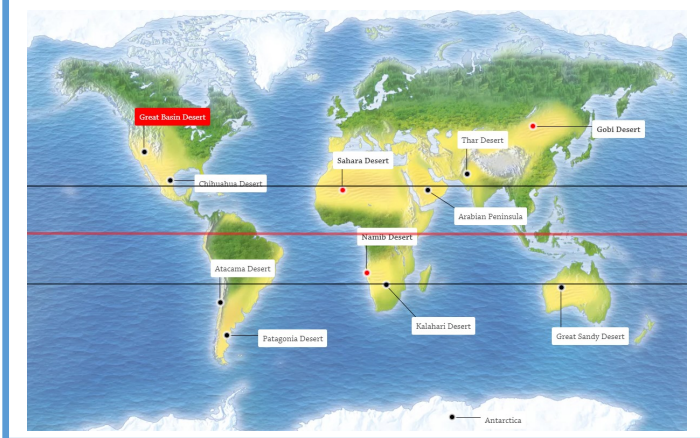 Great Basin Desert
Gobi Desert
Thar Desert
Sahara Desert
Chihuahua Desert
Arabian Peninsula
Namib Desert
Atacama Desert
Kalahari Desert
Patagonia Desert
Great Sandy Desert
Antarctica